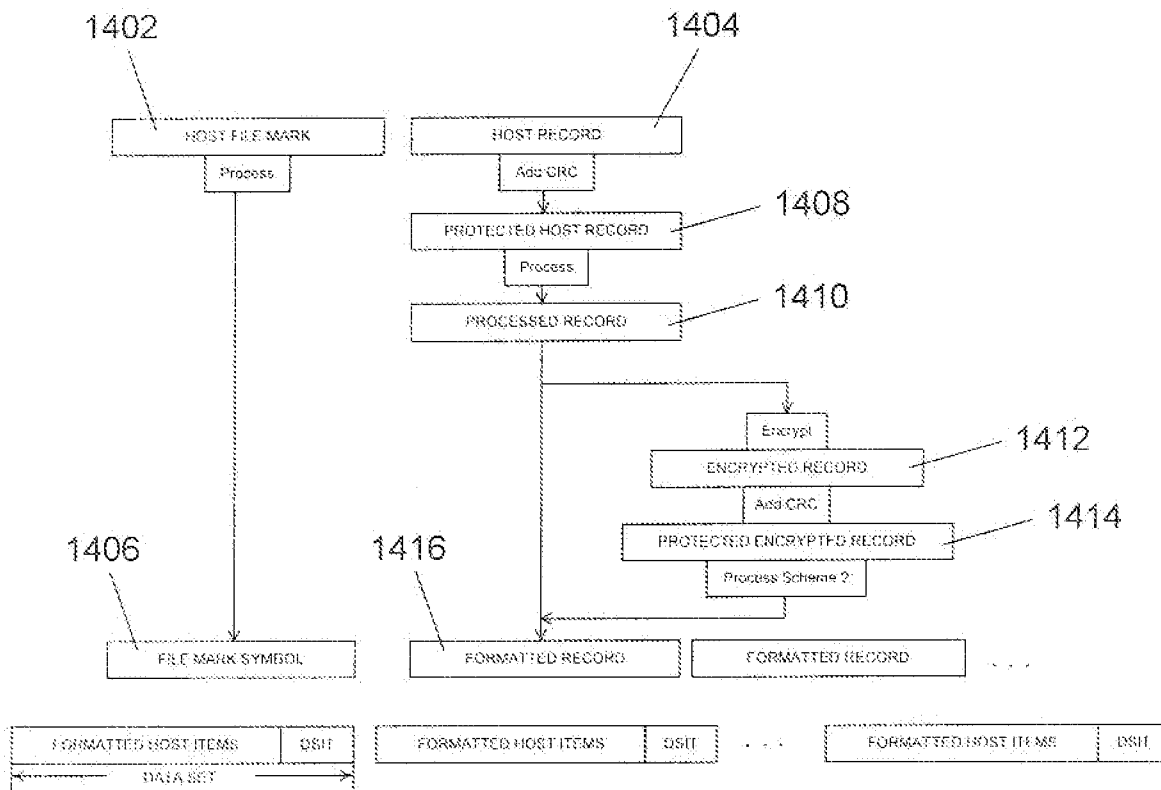 1402
1404
HOST FILE MARK
HOST RECORD
Process
Add CRC
1408
PROTECTED HOST RECORD
Process
1410
PROCESSED RECORD
Encrypt
1412
ENCRYPTED RECORD
Add CRC
1414
PROTECTED ENCRYPTED RECORD
1406
1416
Process Scheme 2
FILE MARK SYMBOL
FORMATTED RECORD
FORMATTED RECORD
. . .
FORMATTED HOST ITEMS
DSIT
FORMATTED HOST ITEMS
DSIT
. . .
FORMATTED HOST ITEMS
DSIT
DATA SET